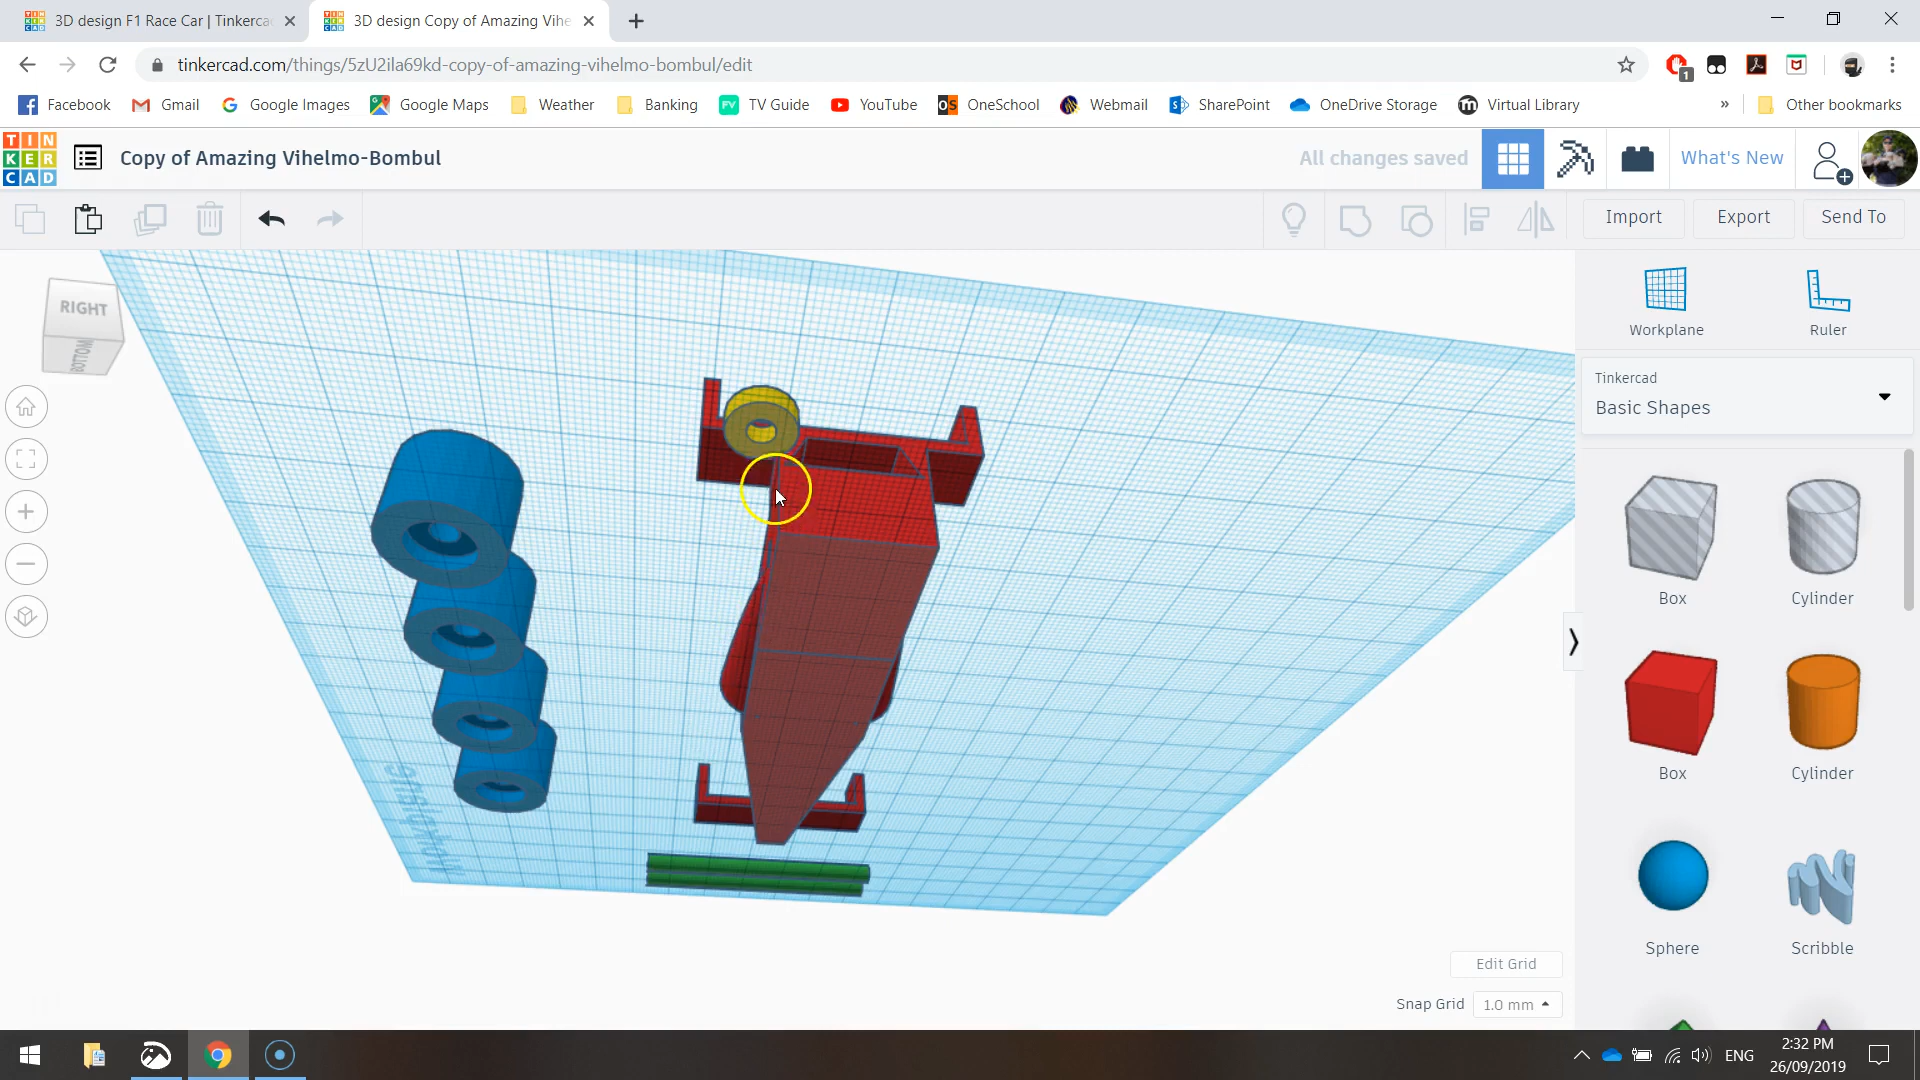 3D design F1 Race Car | Tinkerca
3D design Copy of Amazing Vihe
tinkercad.com/things/5zU2ila69kd-copy-of-amazing-vihelmo-bombul/edit
1
Facebook
Gmail
Google Images
Google Maps
Weather
Banking
TV Guide
YouTube
OneSchool
Webmail
SharePoint
OneDrive Storage
Virtual Library
»
Other bookmarks
TIN
KER
CAD
Copy of Amazing Vihelmo-Bombul
All changes saved
What's New
Import
Export
Send To
RIGHT
BOTTOM
Workplane
Ruler
Tinkercad
Basic Shapes
Box
Cylinder
Box
Cylinder
Sphere
Scribble
Workplane
Edit Grid
Snap Grid
1.0 mm
ENG
2:32 PM
26/09/2019